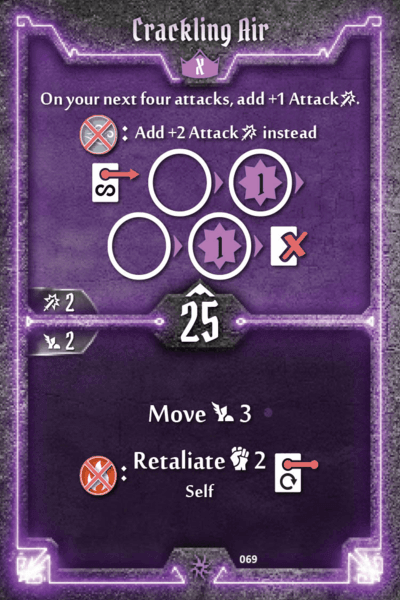 Crackling Air
X
On your next four attacks, add +1 Attack.
: Add +2 Attack instead
S
1
1
2
25
2
Move 3
: Retaliate 2
Self
069